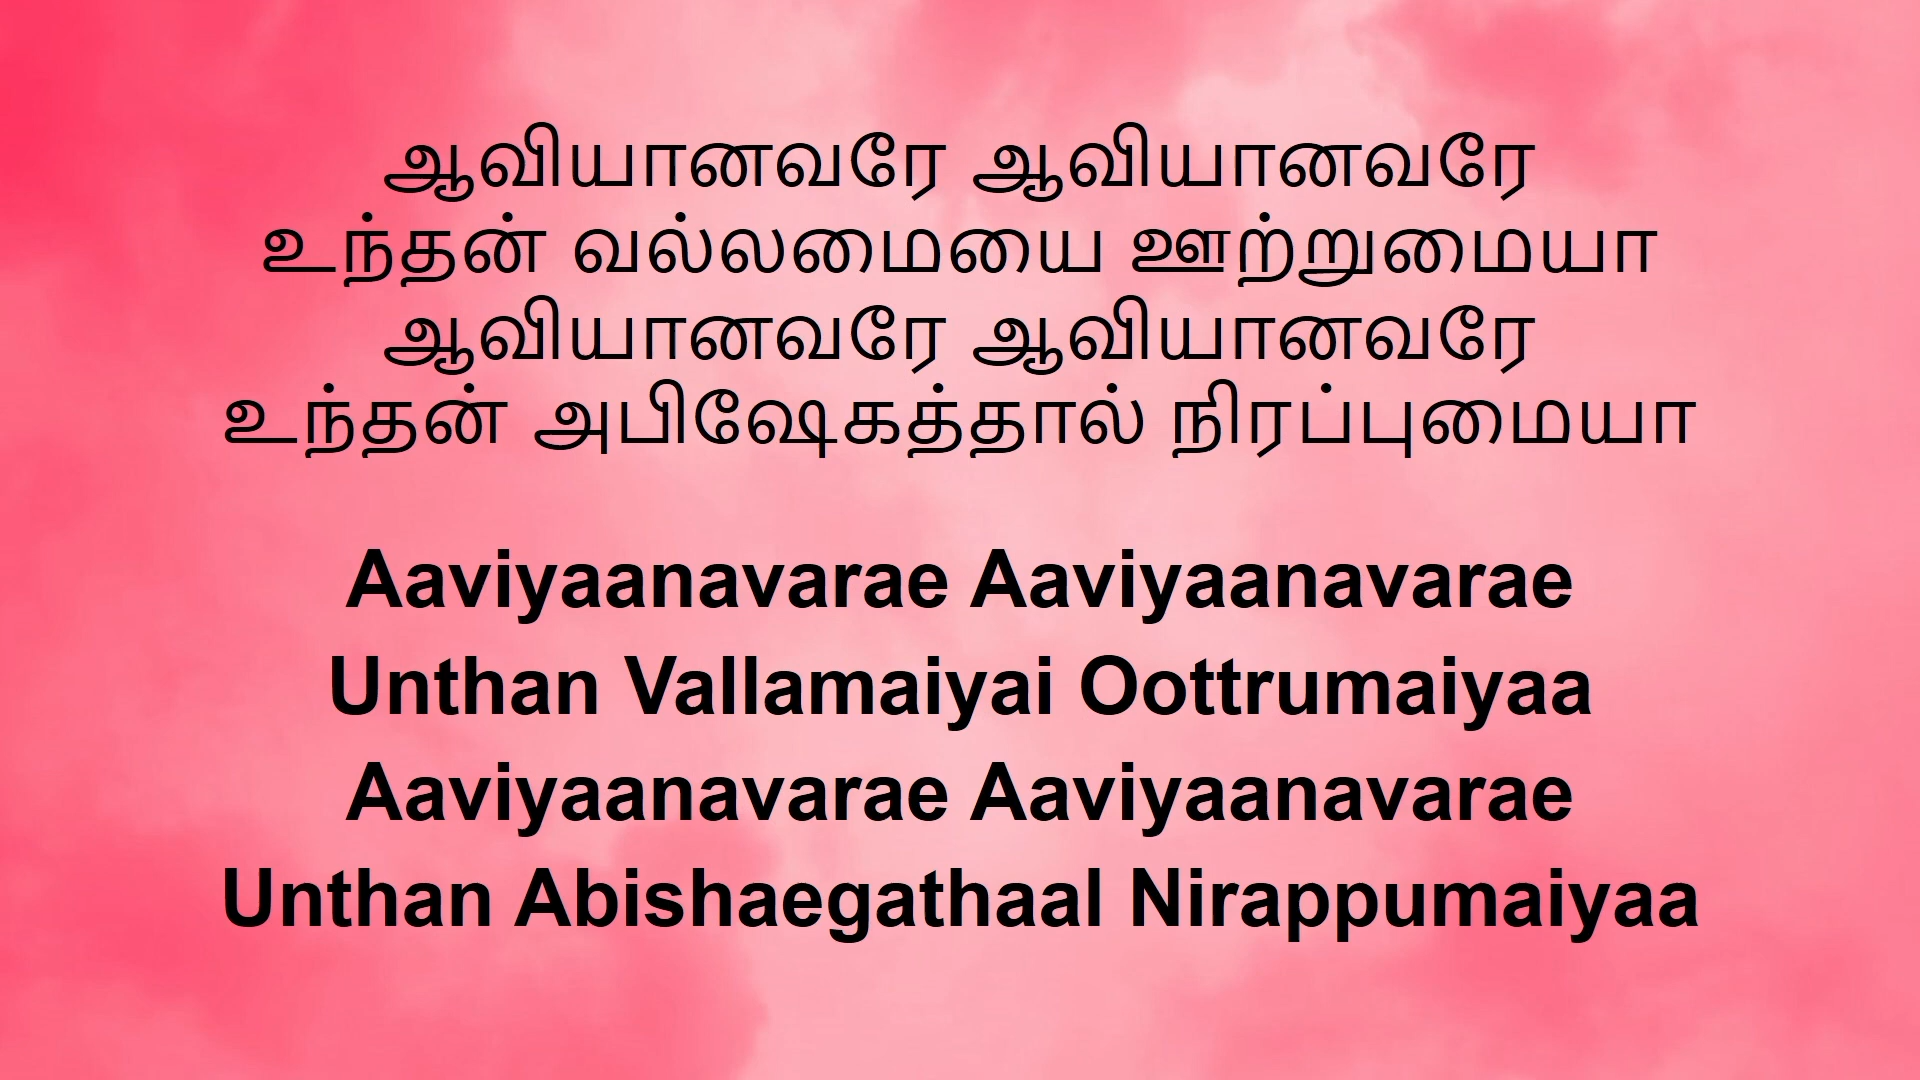 ஆவியானவரே ஆவியானவரே
உந்தன் வல்லமையை ஊற்றுமையா
ஆவியானவரே ஆவியானவரே
உந்தன் அபிஷேகத்தால் நிரப்புமையா
Aaviyaanavarae Aaviyaanavarae
Unthan Vallamaiyai Oottrumaiyaa
Aaviyaanavarae Aaviyaanavarae
Unthan Abishaegathaal Nirappumaiyaa